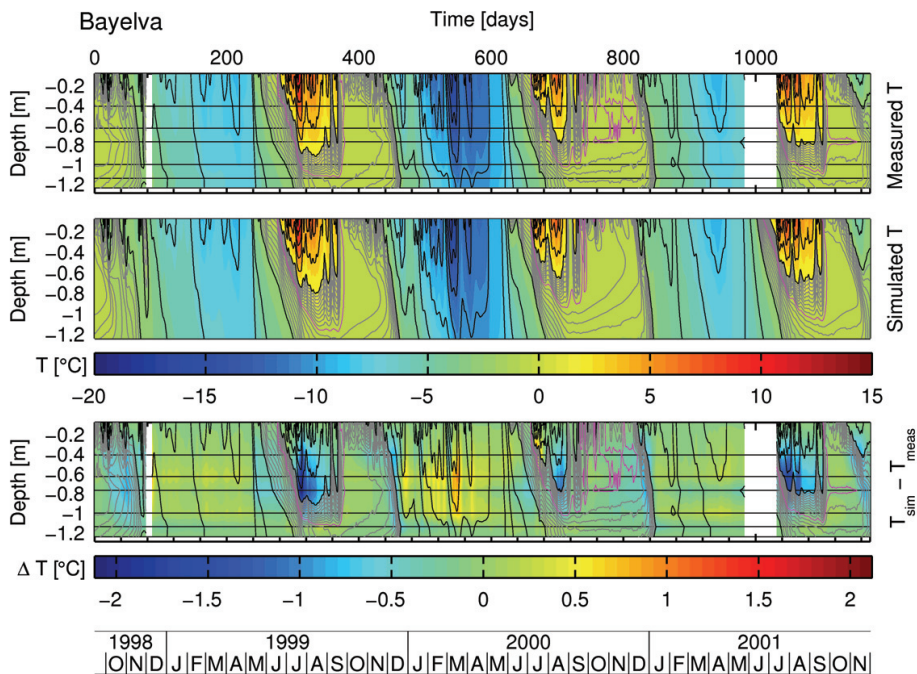 Bayelva
Time [days]
0 200 400 600 800 1000
Depth [m]
−0.2
−0.4
−0.6
−0.8
−1
−1.2
Measured T
Depth [m]
−0.2
−0.4
−0.6
−0.8
−1
−1.2
Simulated T
T [°C]
−20 −15 −10 −5 0 5 10 15
Depth [m]
−0.2
−0.4
−0.6
−0.8
−1
−1.2
Tsim − Tmeas
Δ T [°C]
−2 −1.5 −1 −0.5 0 0.5 1 1.5 2
1998 1999 2000 2001
O N D J F M A M J J A S O N D J F M A M J J A S O N D J F M A M J J A S O N